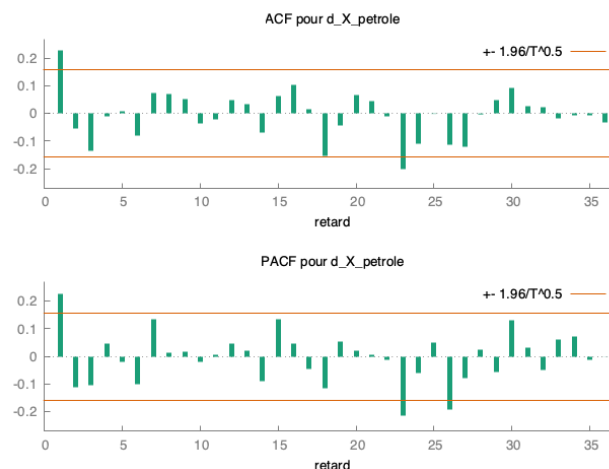 ACF pour d_X_petrole
+- 1.96/T^0.5
0.2
0.1
0
-0.1
-0.2
0 5 10 15 20 25 30 35
retard
PACF pour d_X_petrole
+- 1.96/T^0.5
0.2
0.1
0
-0.1
-0.2
0 5 10 15 20 25 30 35
retard